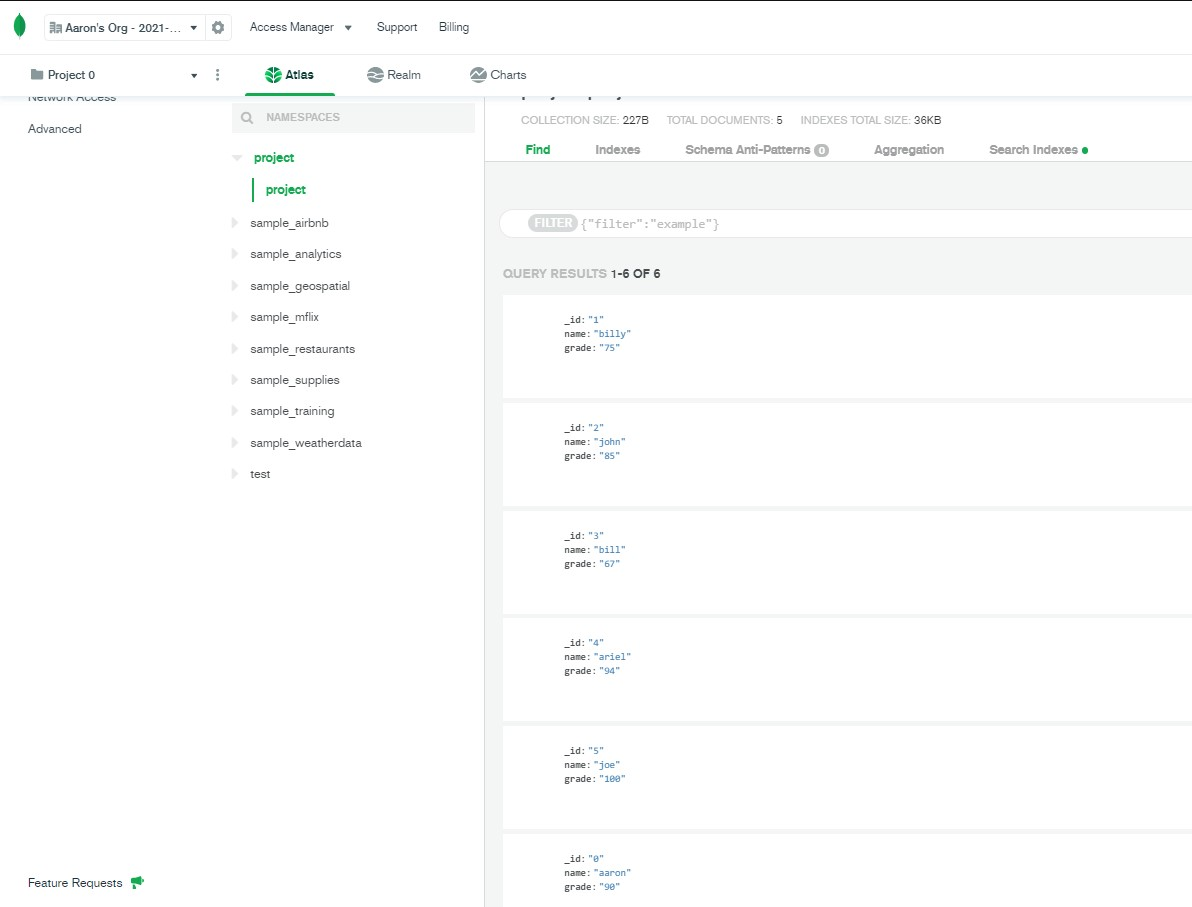 Aaron's Org - 2021-...
Access Manager
Support
Billing
Project 0
Atlas
Realm
Charts
Network Access
Advanced
NAMESPACES
project
project
sample_airbnb
sample_analytics
sample_geospatial
sample_mflix
sample_restaurants
sample_supplies
sample_training
sample_weatherdata
test
Feature Requests
COLLECTION SIZE: 227B TOTAL DOCUMENTS: 5 INDEXES TOTAL SIZE: 36KB
Find Indexes Schema Anti-Patterns 0 Aggregation Search Indexes
FILTER {"filter":"example"}
QUERY RESULTS 1-6 OF 6
_id: "1"
name: "billy"
grade: "75"
_id: "2"
name: "john"
grade: "85"
_id: "3"
name: "bill"
grade: "67"
_id: "4"
name: "ariel"
grade: "94"
_id: "5"
name: "joe"
grade: "100"
_id: "0"
name: "aaron"
grade: "90"